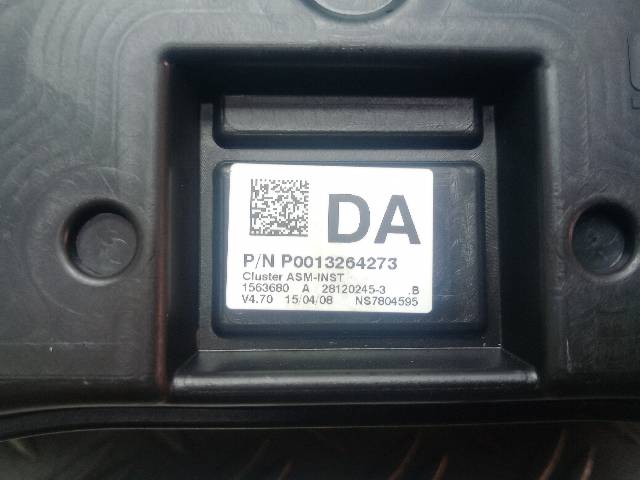 DA
P/N P0013264273
Cluster ASM-INST
1563680 A 28120245-3 .B
V4.70 15/04/08 NS7804595